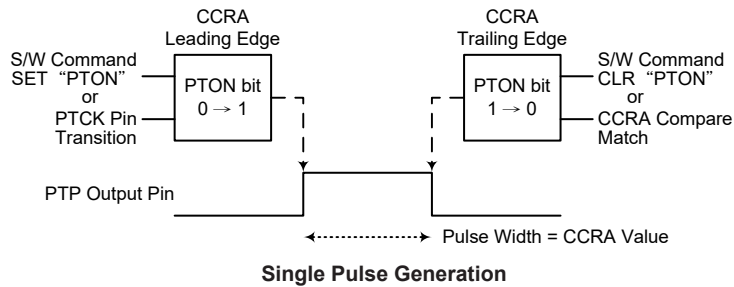 CCRA
Leading Edge
S/W Command
SET “PTON”
or
PTCK Pin
Transition
PTON bit
0 → 1
CCRA
Trailing Edge
PTON bit
1 → 0
S/W Command
CLR “PTON”
or
CCRA Compare
Match
PTP Output Pin
Pulse Width = CCRA Value
Single Pulse Generation